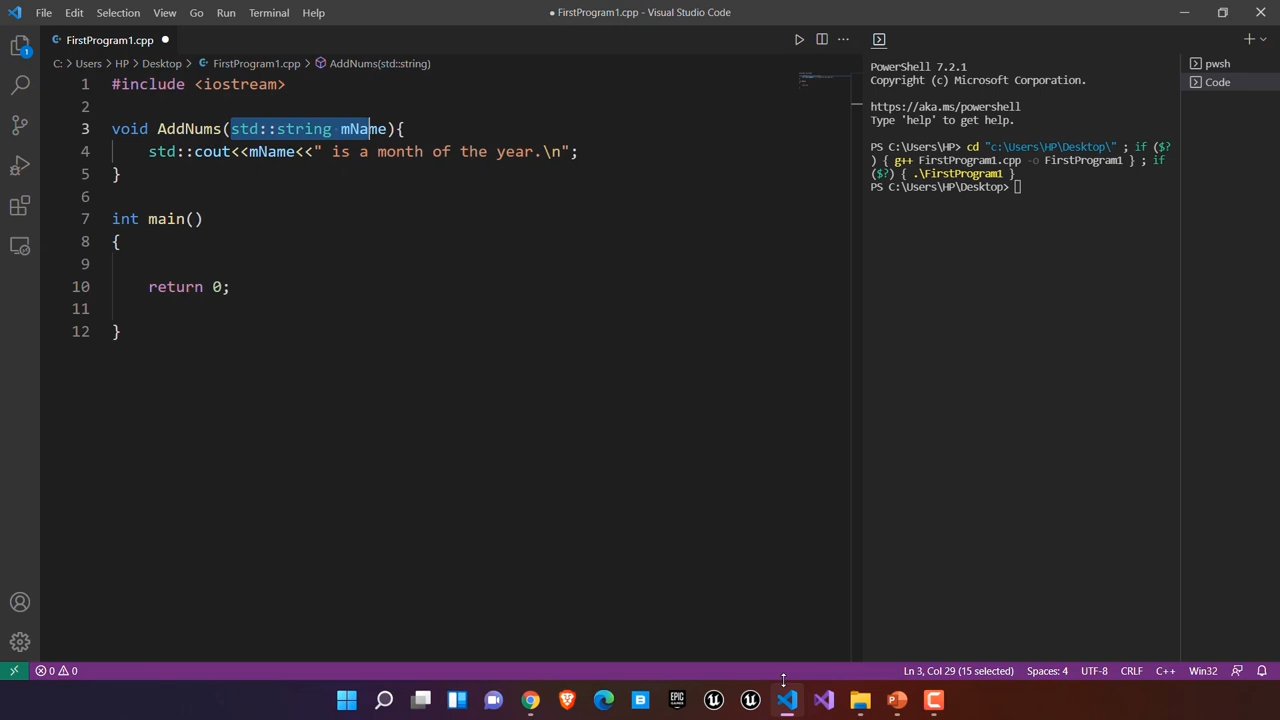 File Edit Selection View Go Run Terminal Help
● FirstProgram1.cpp - Visual Studio Code
FirstProgram1.cpp ●
C: > Users > HP > Desktop > FirstProgram1.cpp > AddNums(std::string)
1 #include <iostream>
2
3 void AddNums(std::string mName){
4 std::cout<<mName<<" is a month of the year.\n";
5 }
6
7 int main()
8 {
9
10 return 0;
11
12 }
PowerShell 7.2.1
Copyright (c) Microsoft Corporation.
https://aka.ms/powershell
Type 'help' to get help.
PS C:\Users\HP> cd "c:\Users\HP\Desktop\" ; if ($?
) { g++ FirstProgram1.cpp -o FirstProgram1 } ; if
($?) { .\FirstProgram1 }
PS C:\Users\HP\Desktop>
pwsh
Code
1
0 0
Ln 3, Col 29 (15 selected) Spaces: 4 UTF-8 CRLF C++ Win32
EPIC GAMES